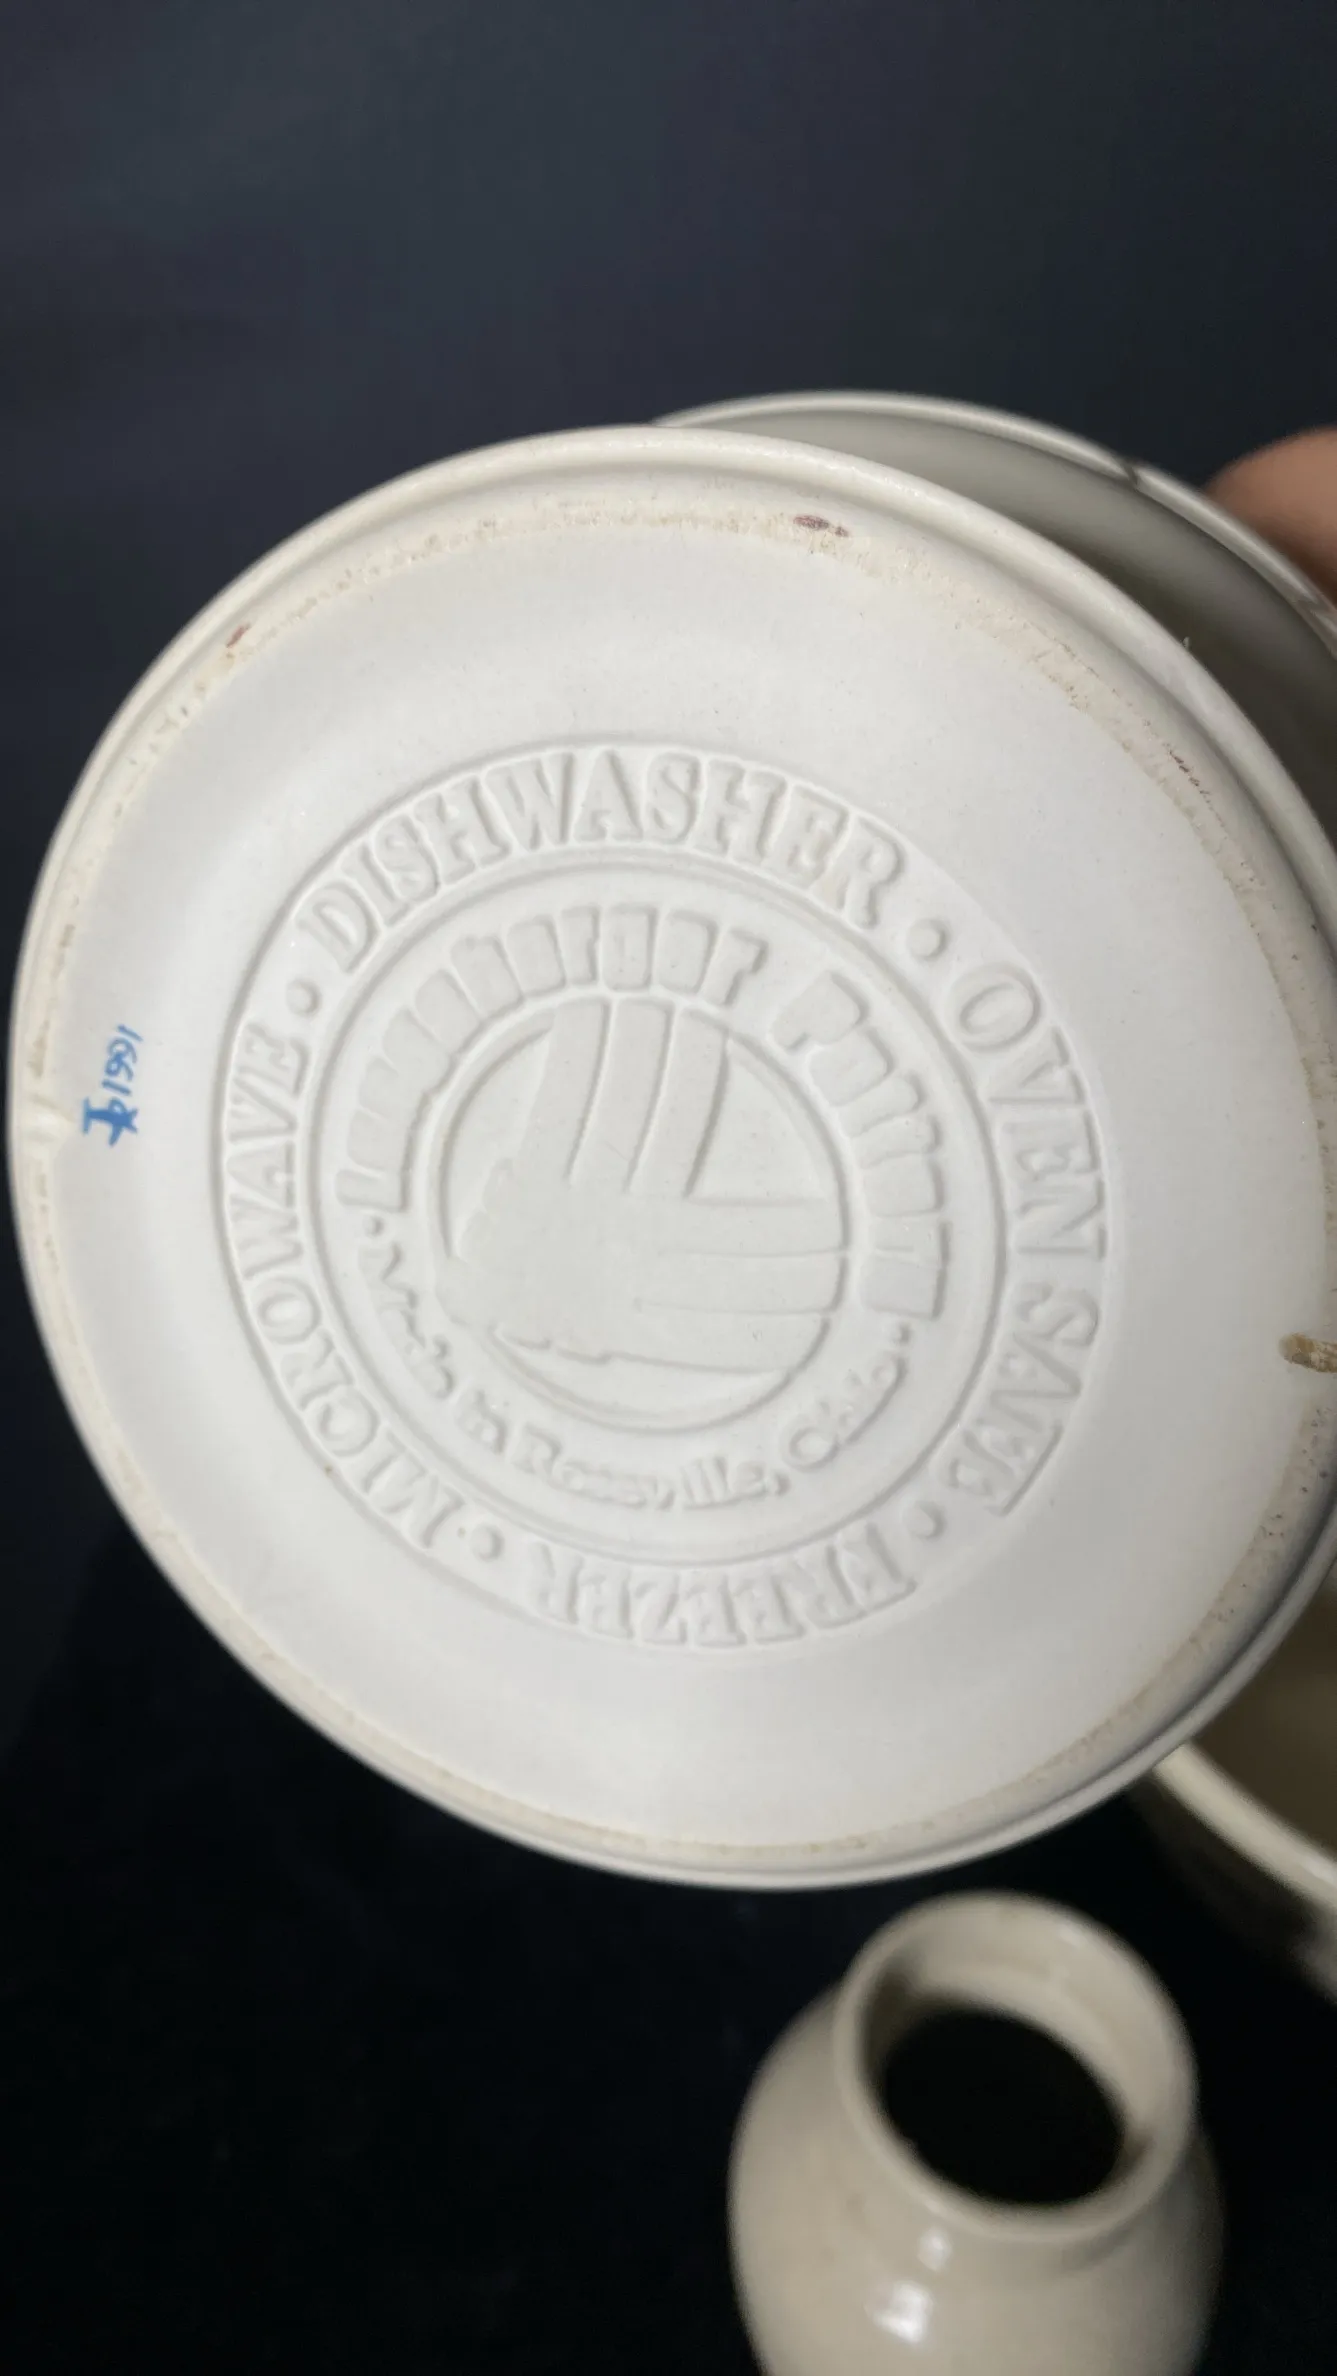 DISHWASHER • OVEN SAFE • FREEZER • MICROWAVE •
Longaberger Pottery
• Made in Roseville, Ohio •
1991